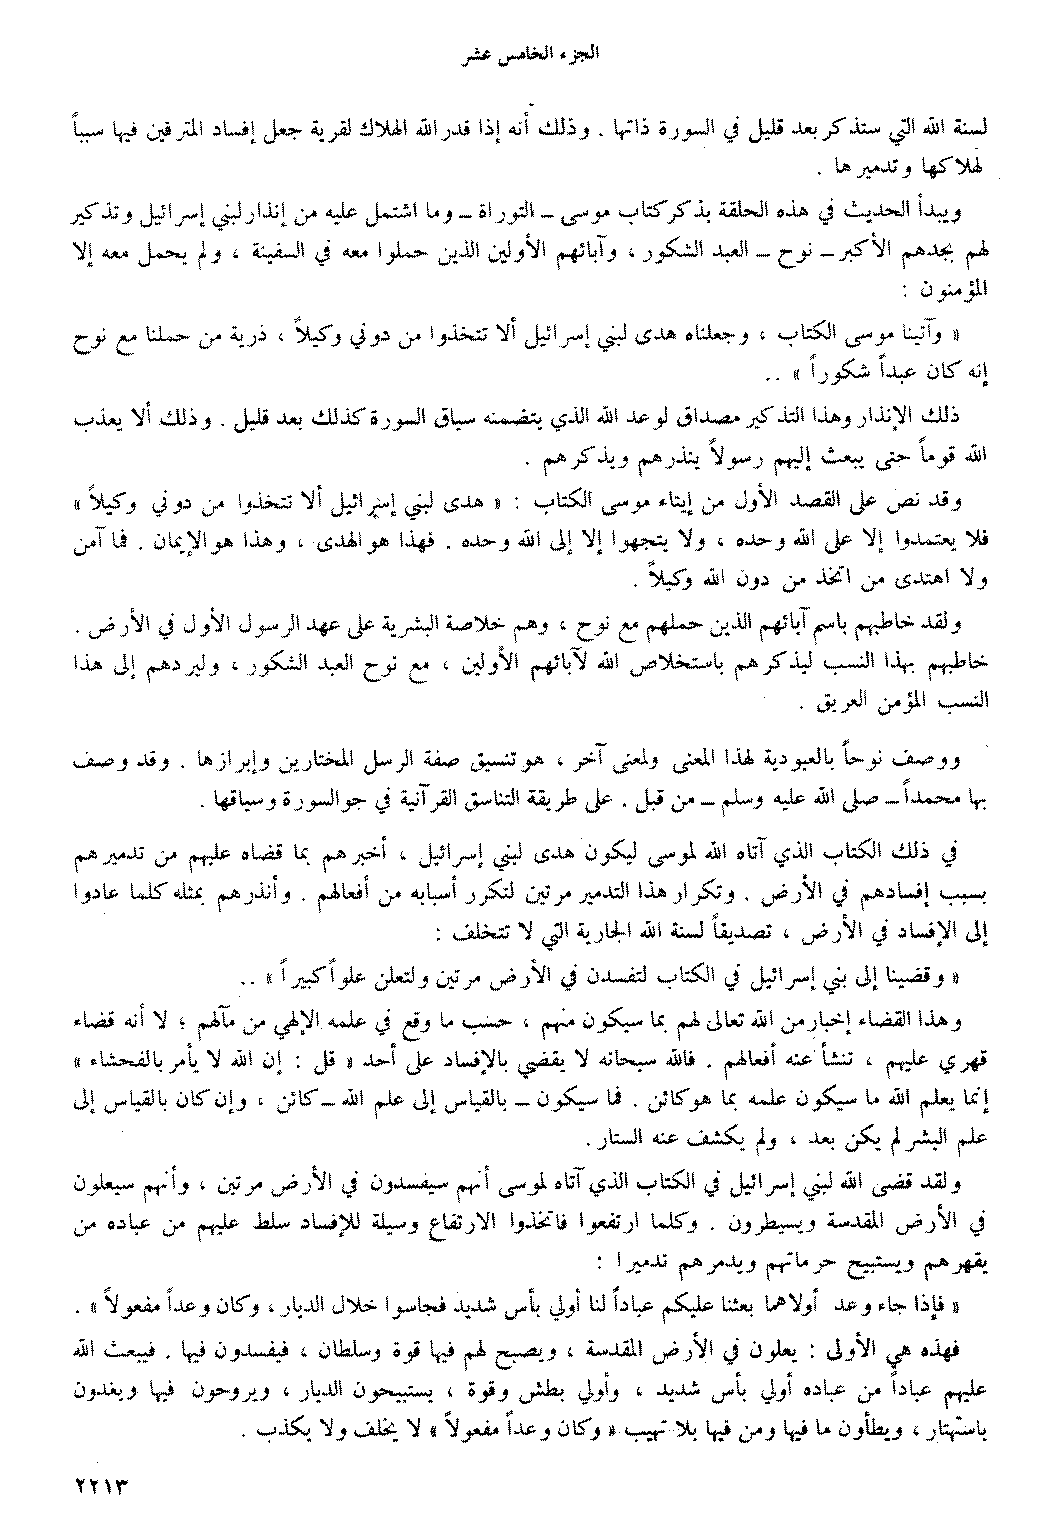 الجزء الخامس عشر
لسنة الله التي ستذكر بعد قليل في السورة ذاتها . وذلك أنه إذا قدر الله الهلاك لقرية جعل إفساد المترفين فيها سبباً
لهلاكها وتدميرها .
ويبدأ الحديث في هذه الحلقة بذكر كتاب موسى – التوراة – وما اشتمل عليه من إنذار لبني إسرائيل وتذكير
لهم بجدهم الأكبر – نوح – العبد الشكور ، وآبائهم الأولين الذين حملوا معه في السفينة ، ولم يحمل معه إلا
المؤمنون :
« وآتينا موسى الكتاب ، وجعلناه هدى لبني إسرائيل ألا تتخذوا من دوني وكيلاً ، ذرية من حملنا مع نوح
إنه كان عبداً شكوراً » ..
ذلك الإنذار وهذا التذكير مصداق لوعد الله الذي يتضمنه سياق السورة كذلك بعد قليل . وذلك ألا يعذب
الله قوماً حتى يبعث إليهم رسولاً ينذرهم ويذكرهم .
وقد نص على القصد الأول من إيتاء موسى الكتاب : « هدى لبني إسرائيل ألا تتخذوا من دوني وكيلاً »
فلا يعتمدوا إلا على الله وحده ، ولا يتجهوا إلا إلى الله وحده . فهذا هو الهدى ، وهذا هو الإيمان . فما آمن
ولا اهتدى من اتخذ من دون الله وكيلاً .
ولقد خاطبهم باسم آبائهم الذين حملهم مع نوح ، وهم خلاصة البشرية على عهد الرسول الأول في الأرض .
خاطبهم بهذا النسب ليذكرهم باستخلاص الله لآبائهم الأولين ، مع نوح العبد الشكور ، وليردهم إلى هذا
النسب المؤمن العريق .
ووصف نوحاً بالعبودية لهذا المعنى ولمعنى آخر ، هو تنسيق صفة الرسل المختارين وإبرازها . وقد وصف
بها محمداً – صلى الله عليه وسلم – من قبل . على طريقة التناسق القرآنية في جو السورة وسياقها .
في ذلك الكتاب الذي آتاه الله لموسى ليكون هدى لبني إسرائيل ، أخبرهم بما قضاه عليهم من تدميرهم
بسبب إفسادهم في الأرض . وتكرار هذا التدمير مرتين لتكرر أسبابه من أفعالهم . وأنذرهم بمثله كلما عادوا
إلى الإفساد في الأرض ، تصديقاً لسنة الله الجارية التي لا تتخلف :
« وقضينا إلى بني إسرائيل في الكتاب لتفسدن في الأرض مرتين ولتعلن علواً كبيراً » ..
وهذا القضاء إخبار من الله تعالى لهم بما سيكون منهم ، حسب ما وقع في علمه الإلهي من مآلهم ؛ لا أنه قضاء
قهري عليهم ، تنشأ عنه أفعالهم . فالله سبحانه لا يقضي بالإفساد على أحد « قل : إن الله لا يأمر بالفحشاء »
إنما يعلم الله ما سيكون علمه بما هو كائن . فما سيكون – بالقياس إلى علم الله – كائن ، وإن كان بالقياس إلى
علم البشر لم يكن بعد ، ولم يكشف عنه الستار .
ولقد قضى الله لبني إسرائيل في الكتاب الذي آتاه لموسى أنهم سيفسدون في الأرض مرتين ، وأنهم سيعلون
في الأرض المقدسة ويسيطرون . وكلما ارتفعوا فاتخذوا الارتفاع وسيلة للإفساد سلط عليهم من عباده من
يقهرهم ويستبيح حرماتهم ويدمرهم تدميرا :
« فإذا جاء وعد أولاهما بعثنا عليكم عباداً لنا أولي بأس شديد فجاسوا خلال الديار ، وكان وعداً مفعولاً » .
فهذه هي الأولى : يعلون في الأرض المقدسة ، ويصبح لهم فيها قوة وسلطان ، فيفسدون فيها . فيبعث الله
عليهم عباداً من عباده أولي بأس شديد ، وأولي بطش وقوة ، يستبيحون الديار ، ويروحون فيها ويغدون
باستهتار ، ويطأون ما فيها ومن فيها بلا تهيب « وكان وعداً مفعولاً » لا يخلف ولا يكذب .
٢٢١٣